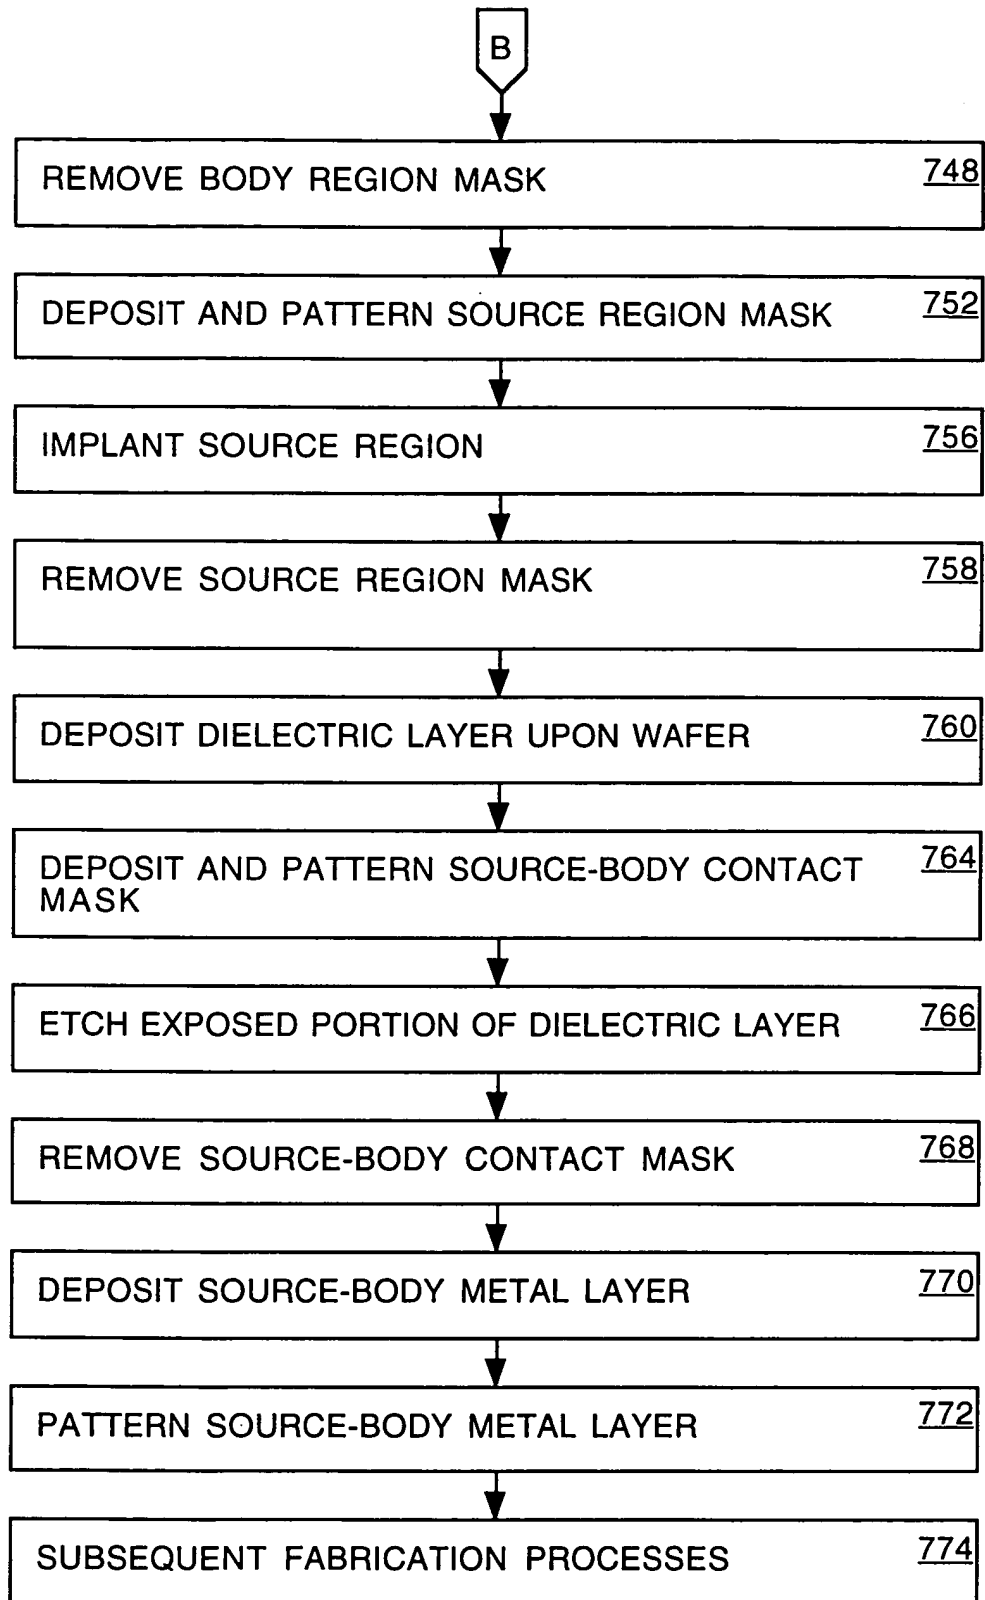 B
REMOVE BODY REGION MASK 748
DEPOSIT AND PATTERN SOURCE REGION MASK 752
IMPLANT SOURCE REGION 756
REMOVE SOURCE REGION MASK 758
DEPOSIT DIELECTRIC LAYER UPON WAFER 760
DEPOSIT AND PATTERN SOURCE-BODY CONTACT 764
MASK
ETCH EXPOSED PORTION OF DIELECTRIC LAYER 766
REMOVE SOURCE-BODY CONTACT MASK 768
DEPOSIT SOURCE-BODY METAL LAYER 770
PATTERN SOURCE-BODY METAL LAYER 772
SUBSEQUENT FABRICATION PROCESSES 774